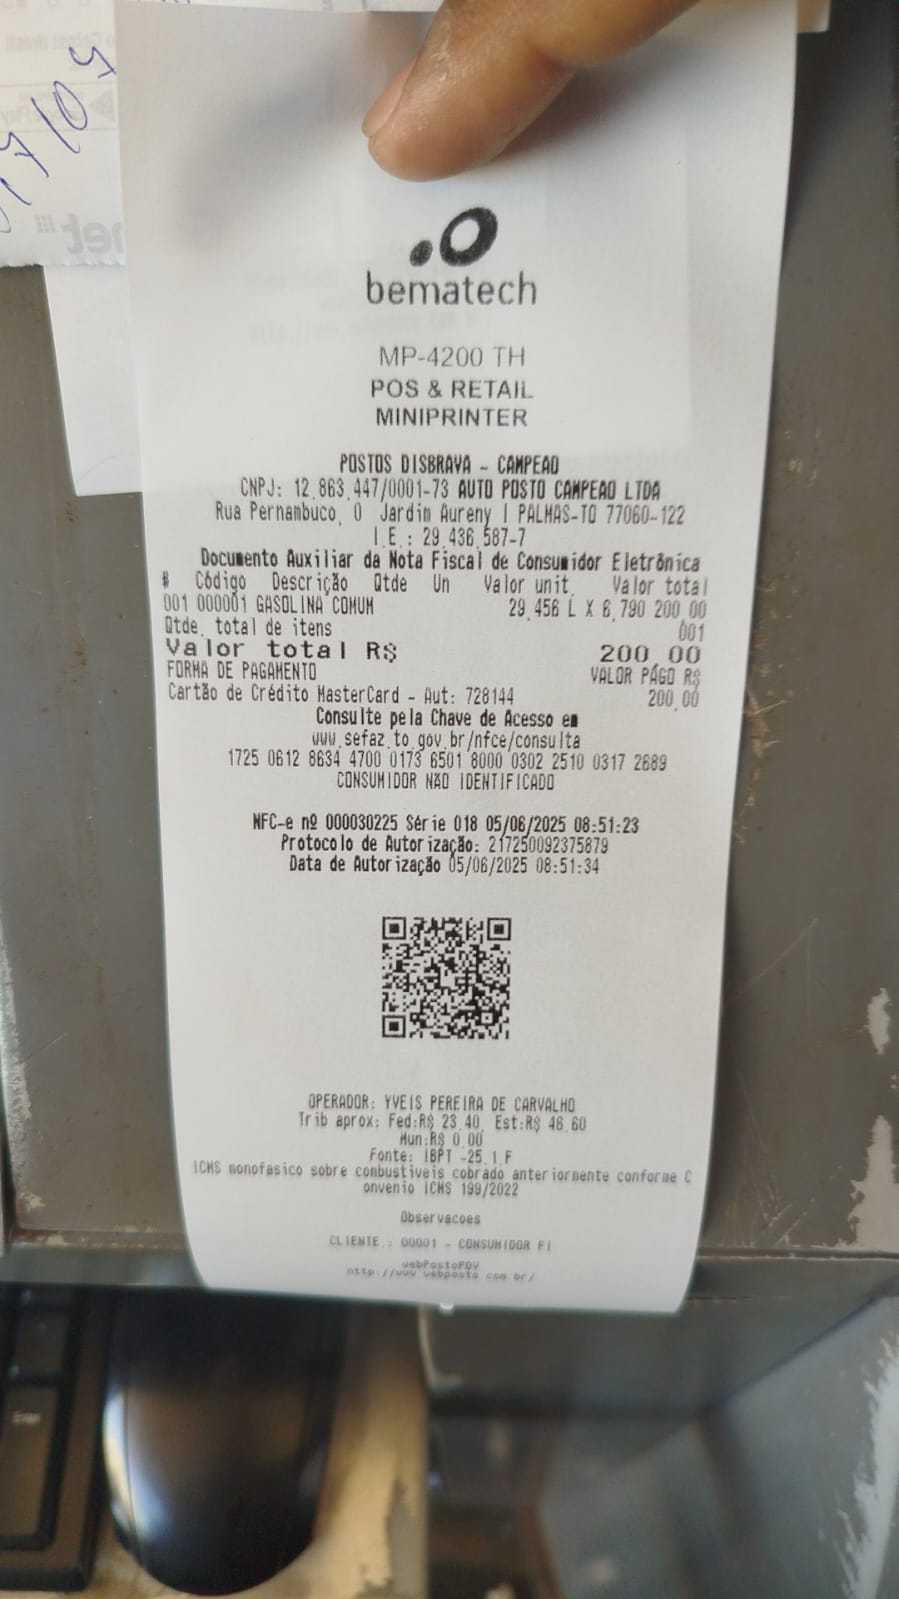 17/04
bematech
MP-4200 TH
POS & RETAIL
MINIPRINTER
POSTOS DISBRAVA - CAMPEAO
CNPJ: 12.863.447/0001-73 AUTO POSTO CAMPEAO LTDA
Rua Pernambuco, 0 Jardim Aureny I PALMAS-TO 77060-122
I.E.: 29.436.587-7
Documento Auxiliar da Nota Fiscal de Consumidor Eletrônica
# Código Descrição Qtde Un Valor unit. Valor total
001 000001 GASOLINA COMUM 29,456 L X 6,790 200,00
Qtde. total de itens 001
Valor total R$ 200,00
FORMA DE PAGAMENTO VALOR PAGO R$
Cartão de Crédito MasterCard - Aut: 728144 200,00
Consulte pela Chave de Acesso em
www.sefaz.to.gov.br/nfce/consulta
1725 0612 8634 4700 0173 6501 8000 0302 2510 0317 2689
CONSUMIDOR NÃO IDENTIFICADO
NFC-e nº 000030225 Série 018 05/06/2025 08:51:23
Protocolo de Autorização: 217250092375879
Data de Autorização 05/06/2025 08:51:34
OPERADOR: YVEIS PEREIRA DE CARVALHO
Trib aprox: Fed:R$ 23,40, Est:R$ 46,60
Mun:R$ 0,00
Fonte: IBPT -25.1.F
ICMS monofasico sobre combustiveis cobrado anteriormente conforme C
onvenio ICMS 199/2022
Observacoes
CLIENTE.: 00001 - CONSUMIDOR FI
webPostoPDV
http://www.webposto.com.br/
Enter